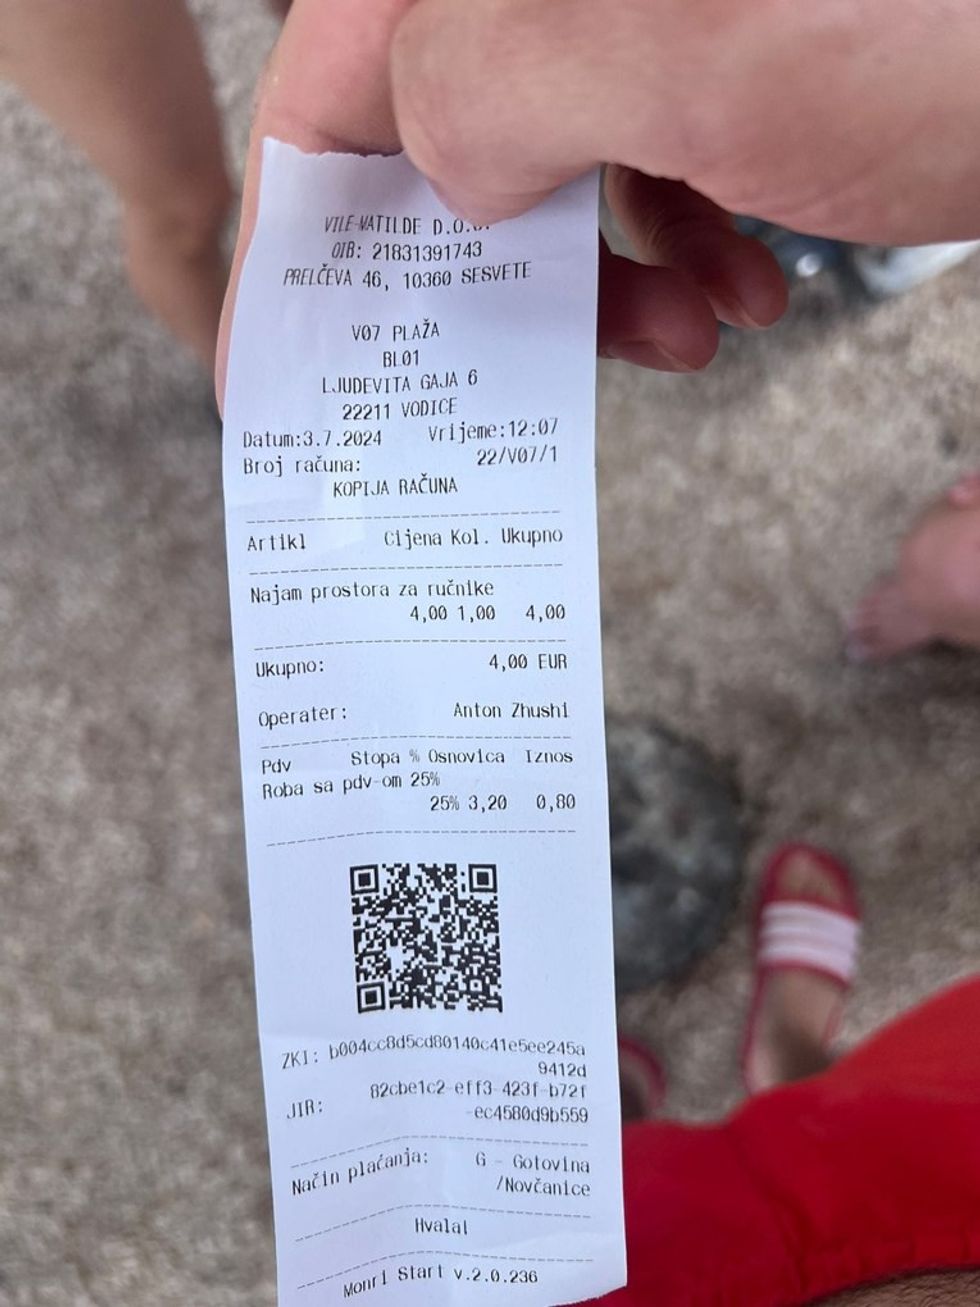 VILE-MATILDE D.O.O.
OIB: 21831391743
PRELČEVA 46, 10360 SESVETE
V07 PLAŽA
BL01
LJUDEVITA GAJA 6
22211 VODICE
Datum:3.7.2024 Vrijeme:12:07
Broj računa: 22/V07/1
KOPIJA RAČUNA
Artikl Cijena Kol. Ukupno
Najam prostora za ručnike
4,00 1,00 4,00
Ukupno: 4,00 EUR
Operater: Anton Zhushi
Pdv Stopa % Osnovica Iznos
Roba sa pdv-om 25%
25% 3,20 0,80
ZKI: b004cc8d5cd80140c41e5ee245a
9412d
JIR: 82cbe1c2-eff3-423f-b72f
-ec4580d9b559
Način plaćanja: G - Gotovina
/Novčanice
Hvala!
Monri Start v.2.0.236